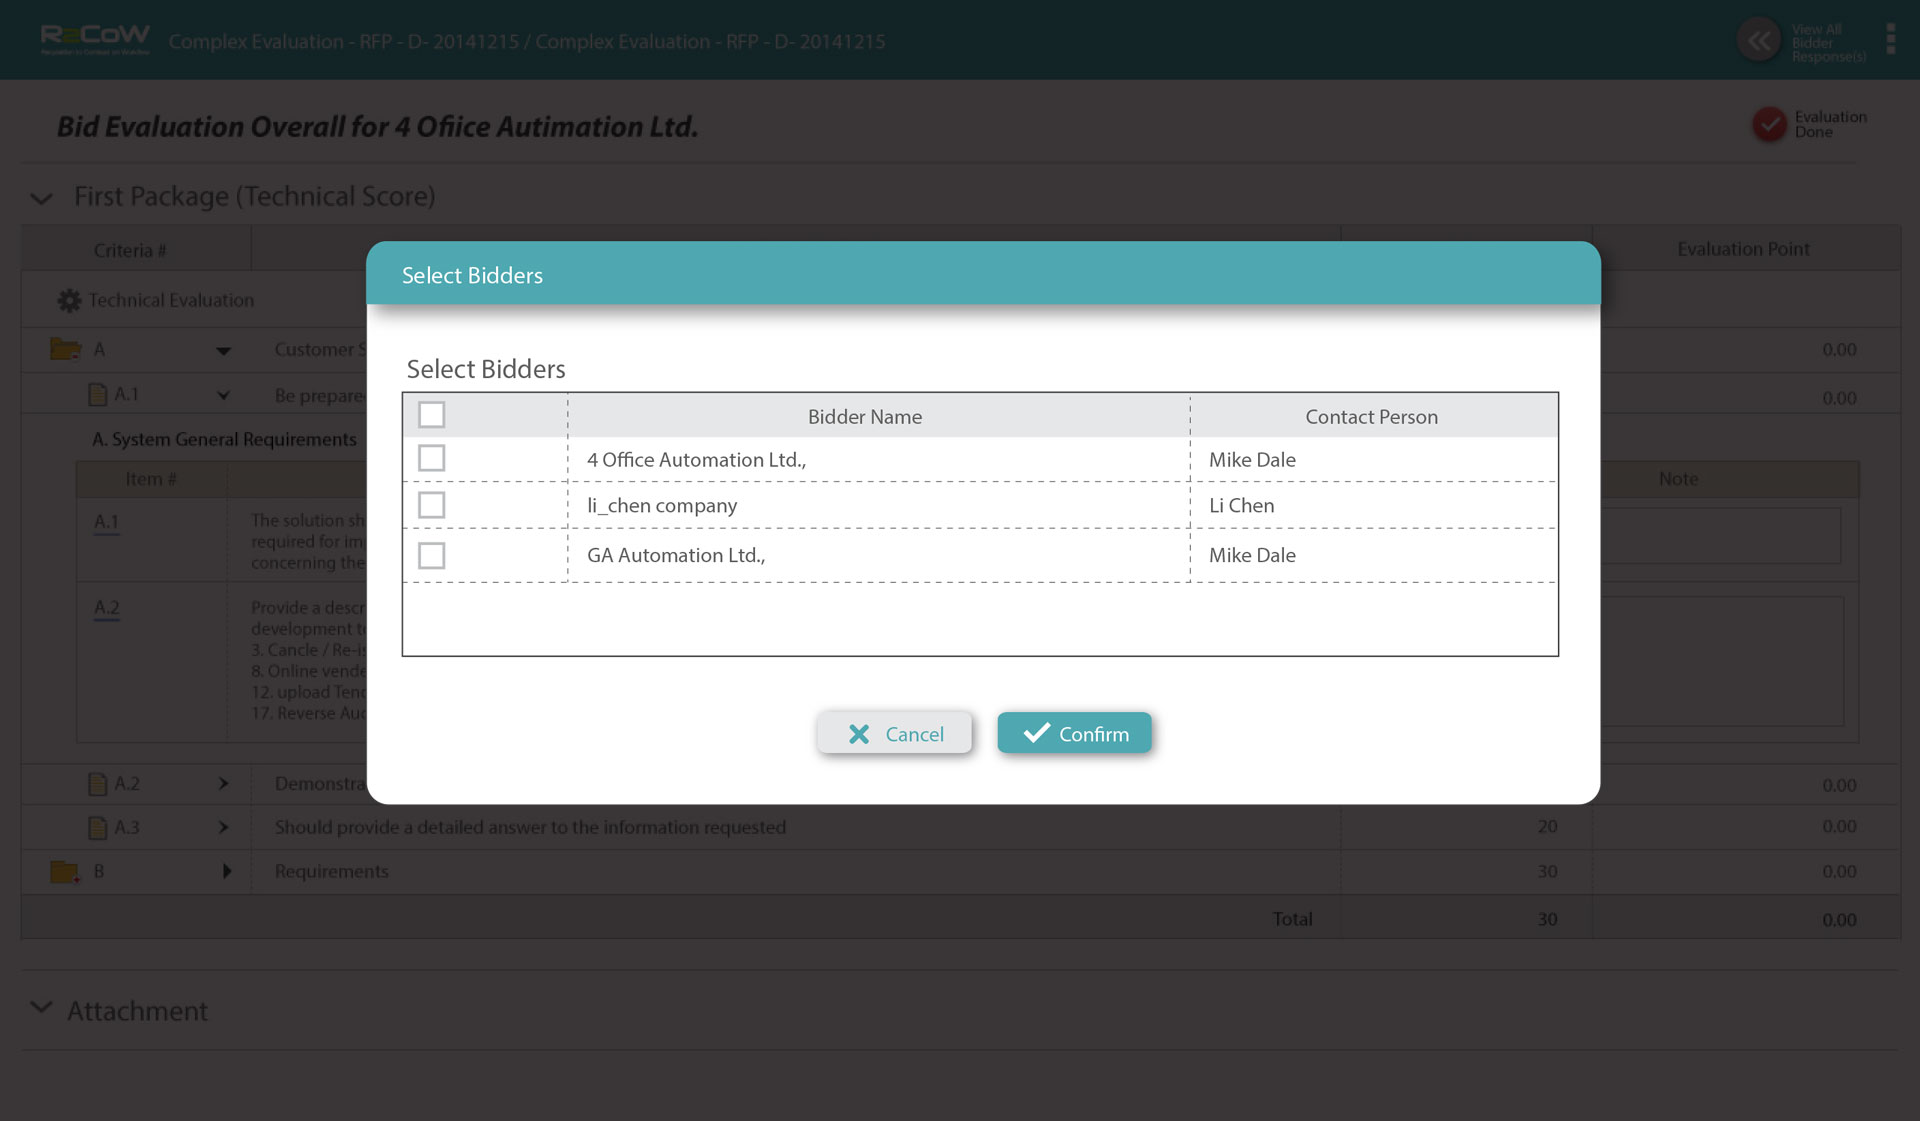 R2CoW
Complex Evaluation - RFP - D- 20141215 / Complex Evaluation - RFP - D- 20141215
View All
Bidder
Response(s)
Bid Evaluation Overall for 4 Ofiice Autimation Ltd.
Evaluation
Done
First Package (Technical Score)
Criteria #
Evaluation Point
Technical Evaluation
A
Customer S
0.00
A.1
Be prepare
0.00
A. System General Requirements
Item #
Note
A.1
The solution sh
required for im
concerning the
A.2
Provide a descr
development t
3. Cancle / Re-is
8. Online vende
12. upload Tend
17. Reverse Auc
A.2
Demonstra
0.00
A.3
Should provide a detailed answer to the information requested
20
0.00
B
Requirements
30
0.00
Total
30
0.00
Attachment
Select Bidders
Select Bidders
Bidder Name
Contact Person
4 Office Automation Ltd.,
Mike Dale
li_chen company
Li Chen
GA Automation Ltd.,
Mike Dale
Cancel
Confirm